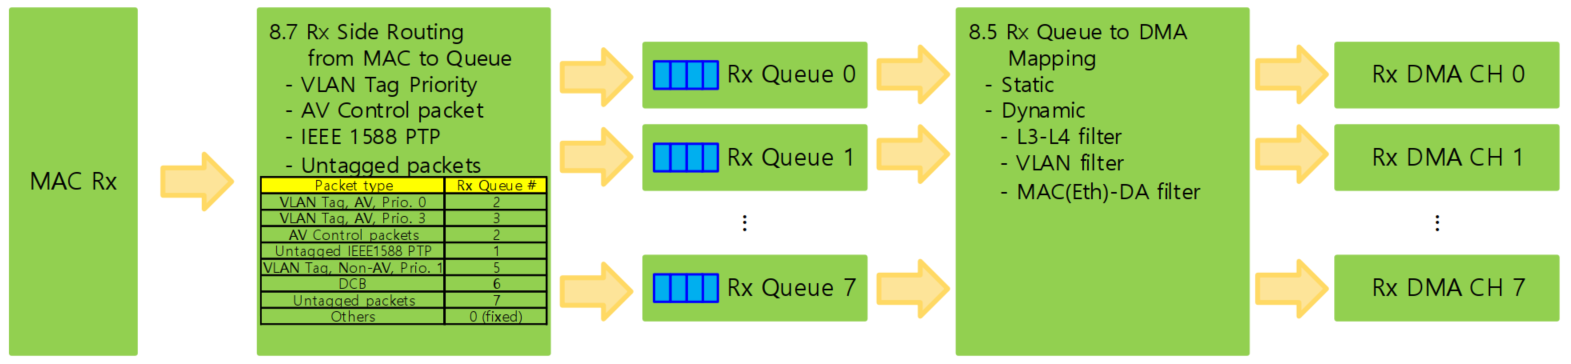 MAC Rx
8.7 Rx Side Routing
from MAC to Queue
- VLAN Tag Priority
- AV Control packet
- IEEE 1588 PTP
- Untagged packets
Packet type Rx Queue #
VLAN Tag, AV, Prio. 0 2
VLAN Tag, AV, Prio. 3 3
AV Control packets 2
Untagged IEEE1588 PTP 1
VLAN Tag, Non-AV, Prio. 1 5
DCB 6
Untagged packets 7
Others 0 (fixed)
Rx Queue 0
Rx Queue 1
⋮
Rx Queue 7
8.5 Rx Queue to DMA
Mapping
- Static
- Dynamic
- L3-L4 filter
- VLAN filter
- MAC(Eth)-DA filter
Rx DMA CH 0
Rx DMA CH 1
⋮
Rx DMA CH 7